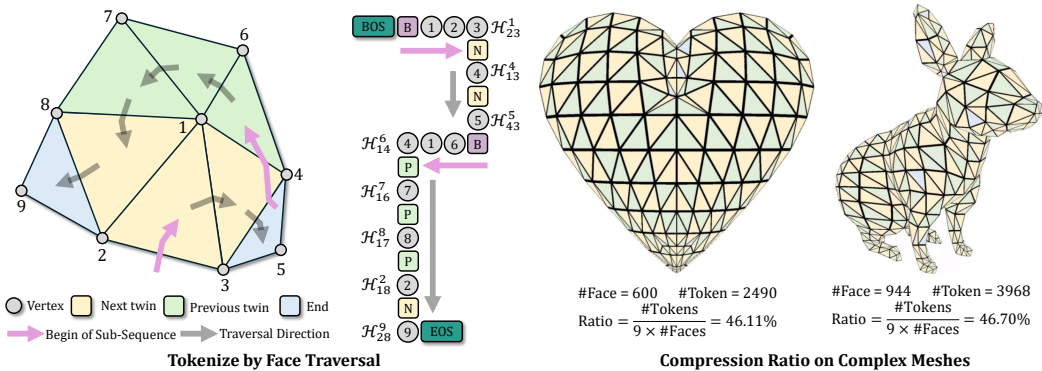 7
6
8
1
4
9
2
3
5
Vertex
Next twin
Previous twin
End
Begin of Sub-Sequence
Traversal Direction
Tokenize by Face Traversal
BOS B 1 2 3 ℋ¹₂₃
N
4 ℋ⁴₁₃
N
5 ℋ⁵₄₃
ℋ⁶₁₄ 4 1 6 B
P
ℋ⁷₁₆ 7
P
ℋ⁸₁₇ 8
P
ℋ²₁₈ 2
N
ℋ⁹₂₈ 9 EOS
#Face = 600 #Token = 2490
Ratio = #Tokens / 9 × #Faces = 46.11%
#Face = 944 #Token = 3968
Ratio = #Tokens / 9 × #Faces = 46.70%
Compression Ratio on Complex Meshes